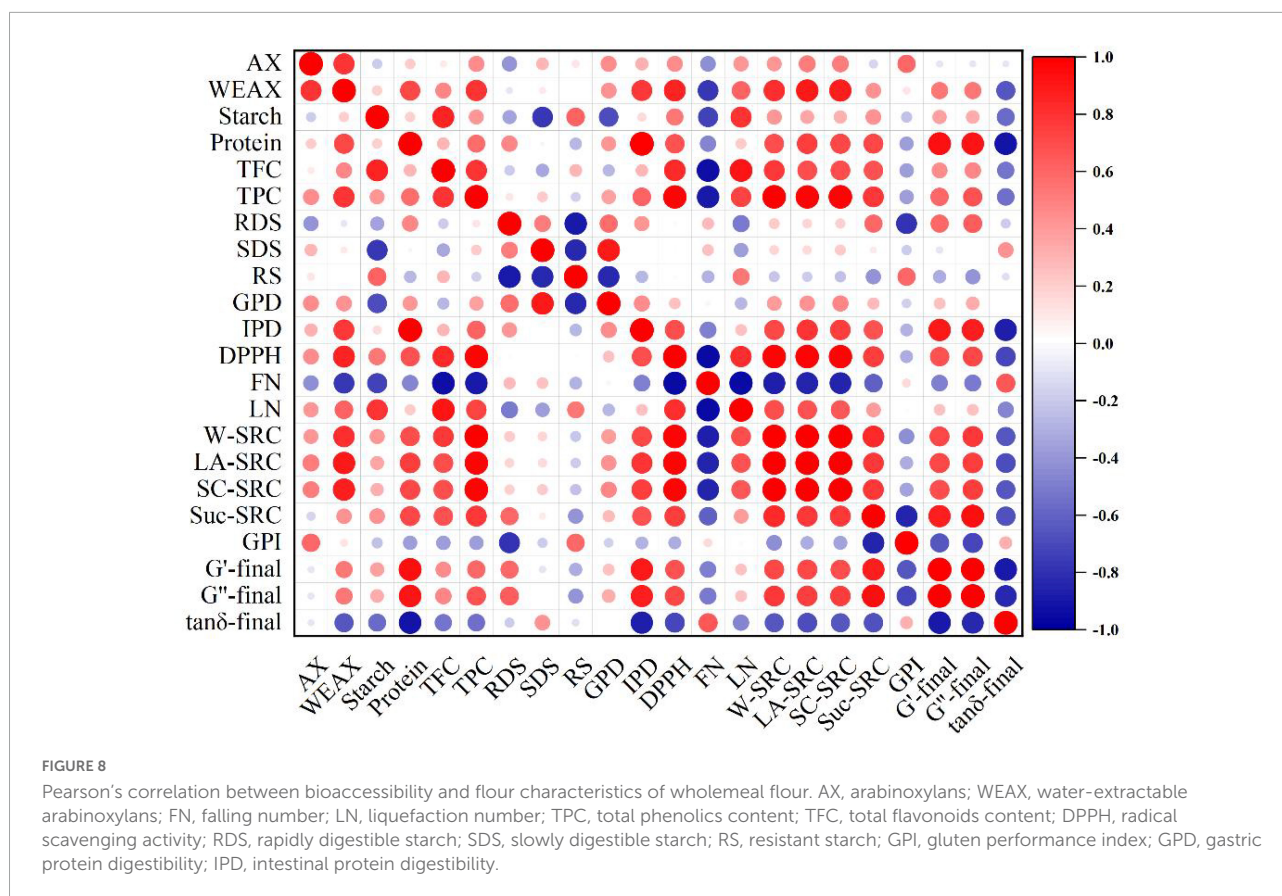 AX
WEAX
Starch
Protein
TFC
TPC
RDS
SDS
RS
GPD
IPD
DPPH
FN
LN
W-SRC
LA-SRC
SC-SRC
Suc-SRC
GPI
G'-final
G"-final
tanδ-final
AX
WEAX
Starch
Protein
TFC
TPC
RDS
SDS
RS
GPD
IPD
DPPH
FN
LN
W-SRC
LA-SRC
SC-SRC
Suc-SRC
GPI
G'-final
G"-final
tanδ-final
1.0
0.8
0.6
0.4
0.2
0.0
-0.2
-0.4
-0.6
-0.8
-1.0
FIGURE 8
Pearson's correlation between bioaccessibility and flour characteristics of wholemeal flour. AX, arabinoxylans; WEAX, water-extractable
arabinoxylans; FN, falling number; LN, liquefaction number; TPC, total phenolics content; TFC, total flavonoids content; DPPH, radical
scavenging activity; RDS, rapidly digestible starch; SDS, slowly digestible starch; RS, resistant starch; GPI, gluten performance index; GPD, gastric
protein digestibility; IPD, intestinal protein digestibility.